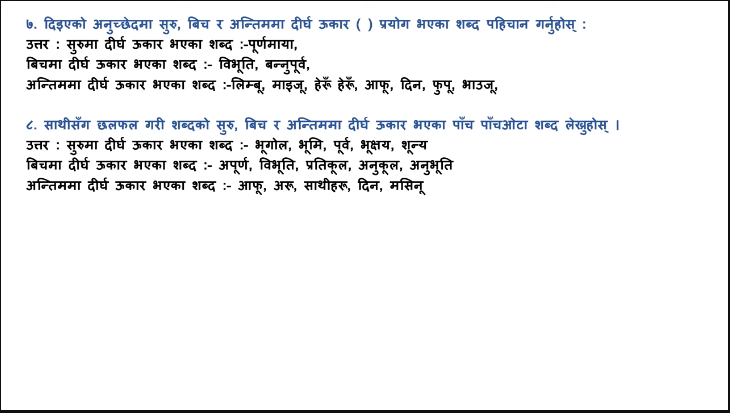 ७. दिइएको अनुच्छेदमा सुरु, बिच र अन्तिममा दीर्घ ऊकार ( ) प्रयोग भएका शब्द पहिचान गर्नुहोस् :
उत्तर : सुरुमा दीर्घ ऊकार भएका शब्द :-पूर्णमाया,
बिचमा दीर्घ ऊकार भएका शब्द :- विभूति, बन्नुपूर्व,
अन्तिममा दीर्घ ऊकार भएका शब्द :-लिम्बू, माइजू, हेरूँ हेरूँ, आफू, दिन, फुपू, भाउजू,
८. साथीसँग छलफल गरी शब्दको सुरु, बिच र अन्तिममा दीर्घ ऊकार भएका पाँच पाँचओटा शब्द लेख्नुहोस् ।
उत्तर : सुरुमा दीर्घ ऊकार भएका शब्द :- भूगोल, भूमि, पूर्व, भूक्षय, शून्य
बिचमा दीर्घ ऊकार भएका शब्द :- अपूर्ण, विभूति, प्रतिकूल, अनुकूल, अनुभूति
अन्तिममा दीर्घ ऊकार भएका शब्द :- आफू, अरू, साथीहरू, दिन, मसिनू